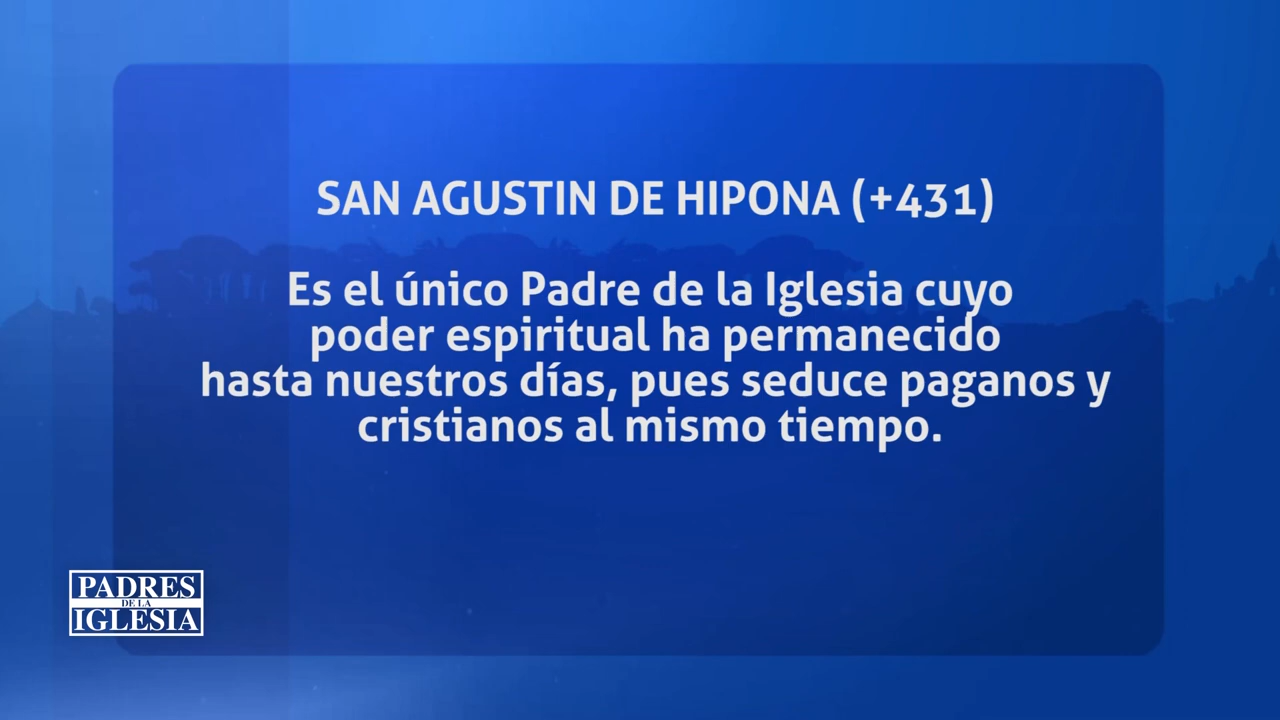 SAN AGUSTIN DE HIPONA (+431)
Es el único Padre de la Iglesia cuyo
poder espiritual ha permanecido
hasta nuestros días, pues seduce paganos y
cristianos al mismo tiempo.
PADRES
DE LA
IGLESIA